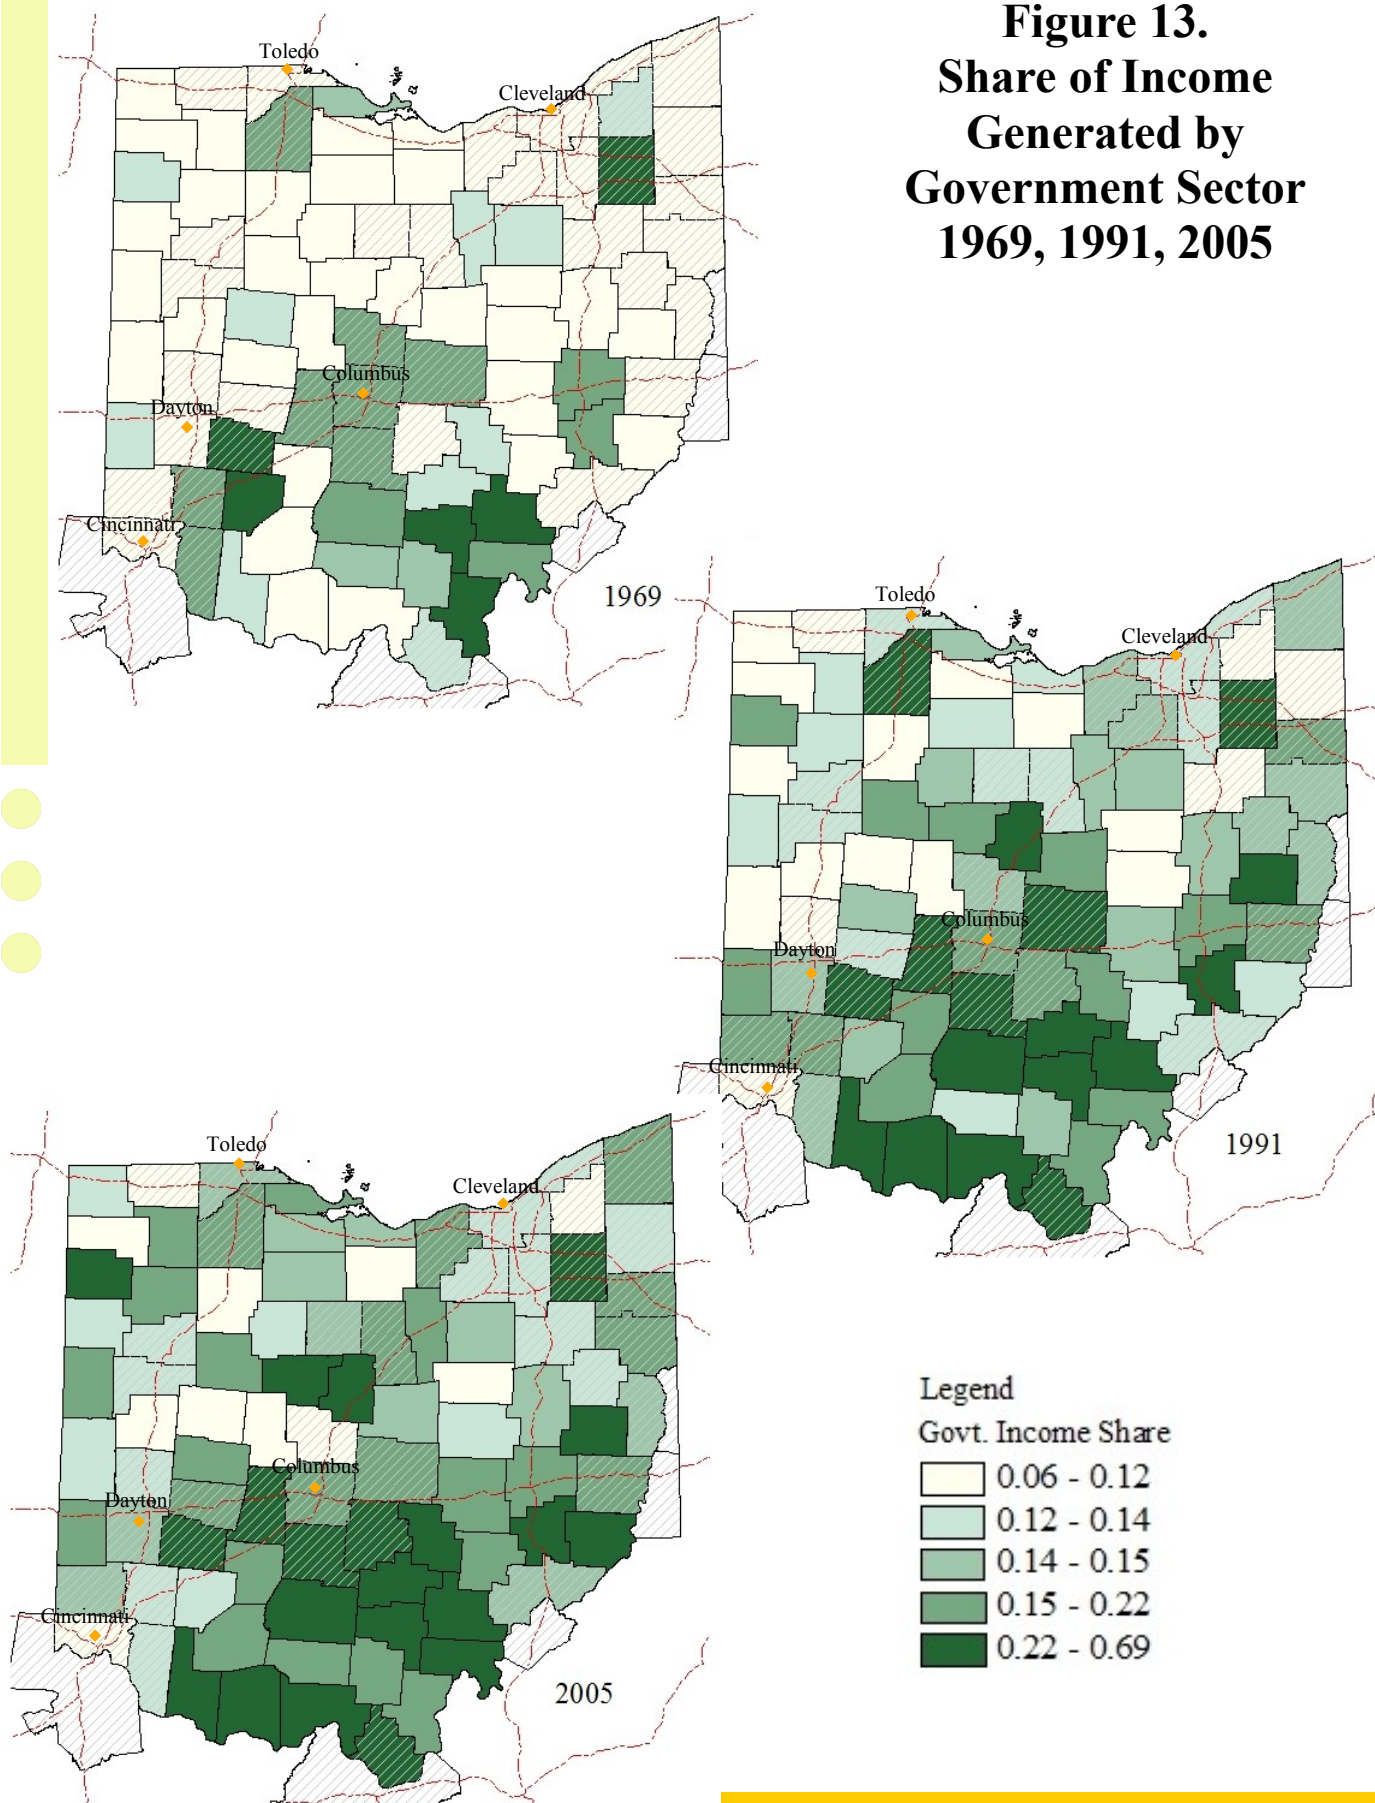 Figure 13.
Share of Income
Generated by
Government Sector
1969, 1991, 2005
Toledo
Cleveland
Columbus
Dayton
Cincinnati
1969
Toledo
Cleveland
Columbus
Dayton
Cincinnati
1991
Toledo
Cleveland
Columbus
Dayton
Cincinnati
2005
Legend
Govt. Income Share
0.06 - 0.12
0.12 - 0.14
0.14 - 0.15
0.15 - 0.22
0.22 - 0.69